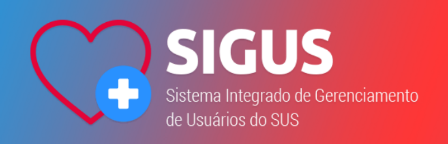 SIGUS
Sistema Integrado de Gerenciamento
de Usuários do SUS